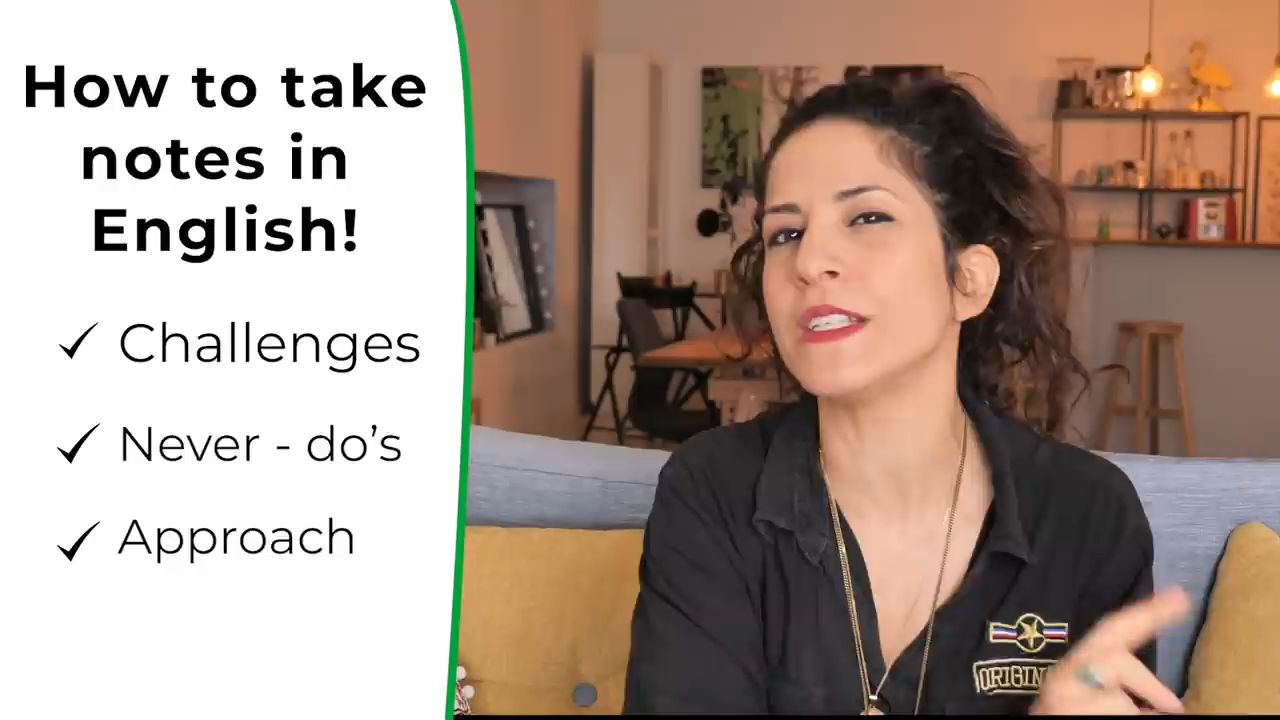 How to take
notes in
English!
Challenges
Never - do's
Approach